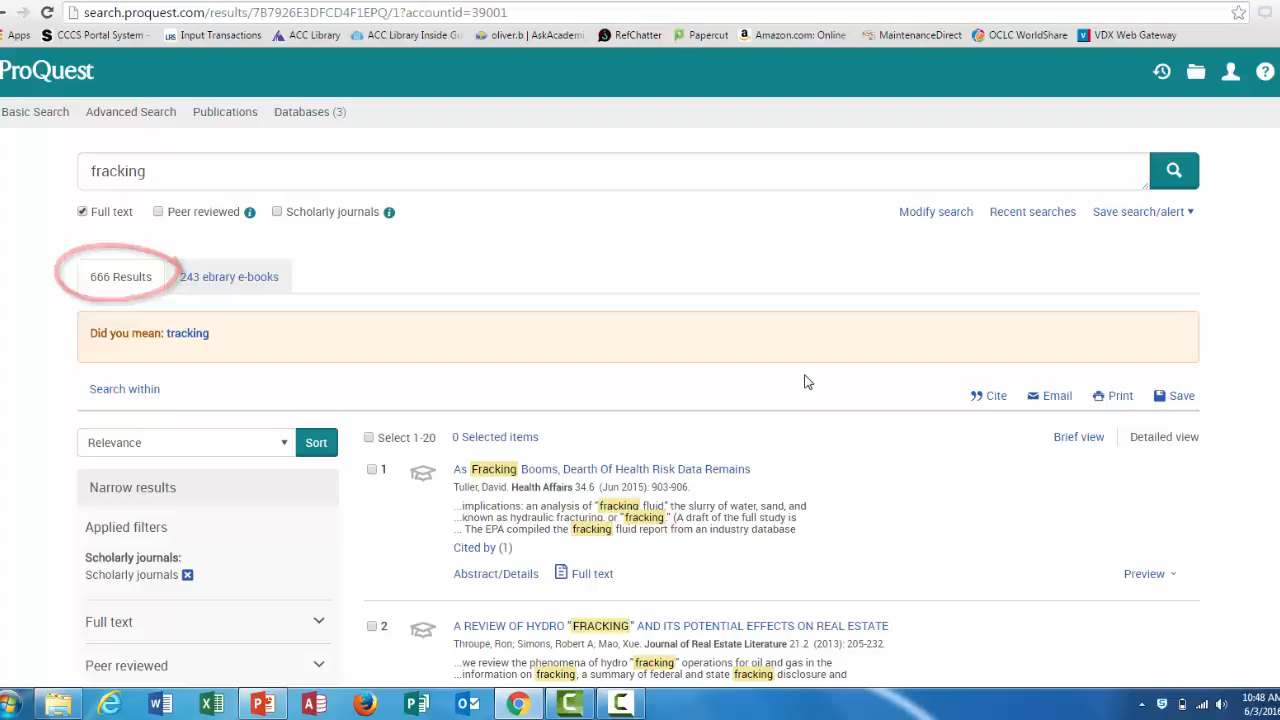 search.proquest.com/results/7B7926E3DFCD4F1EPQ/1?accountid=39001
Apps CCCS Portal System - ACC Input Transactions ACC Library ACC Library Inside Gu oliver.b | AskAcademi RefChatter Papercut Amazon.com: Online MaintenanceDirect OCLC WorldShare VDX Web Gateway
ProQuest
Basic Search Advanced Search Publications Databases (3)
fracking
Full text Peer reviewed Scholarly journals Modify search Recent searches Save search/alert
666 Results 243 ebrary e-books
Did you mean: tracking
Search within
Cite Email Print Save
Relevance Sort Select 1-20 0 Selected items Brief view Detailed view
Narrow results
Applied filters
Scholarly journals:
Scholarly journals
Full text
Peer reviewed
1 As Fracking Booms, Dearth Of Health Risk Data Remains
Tuller, David. Health Affairs 34.6 (Jun 2015): 903-906.
...implications: an analysis of "fracking fluid," the slurry of water, sand, and
...known as hydraulic fracturing, or "fracking." (A draft of the full study is
... The EPA compiled the fracking fluid report from an industry database
Cited by (1)
Abstract/Details Full text Preview
2 A REVIEW OF HYDRO "FRACKING" AND ITS POTENTIAL EFFECTS ON REAL ESTATE
Throupe, Ron; Simons, Robert A; Mao, Xue. Journal of Real Estate Literature 21.2 (2013): 205-232.
...we review the phenomena of hydro "fracking" operations for oil and gas in the
...information on fracking, a summary of federal and state fracking disclosure and
10:48 AM
6/3/201